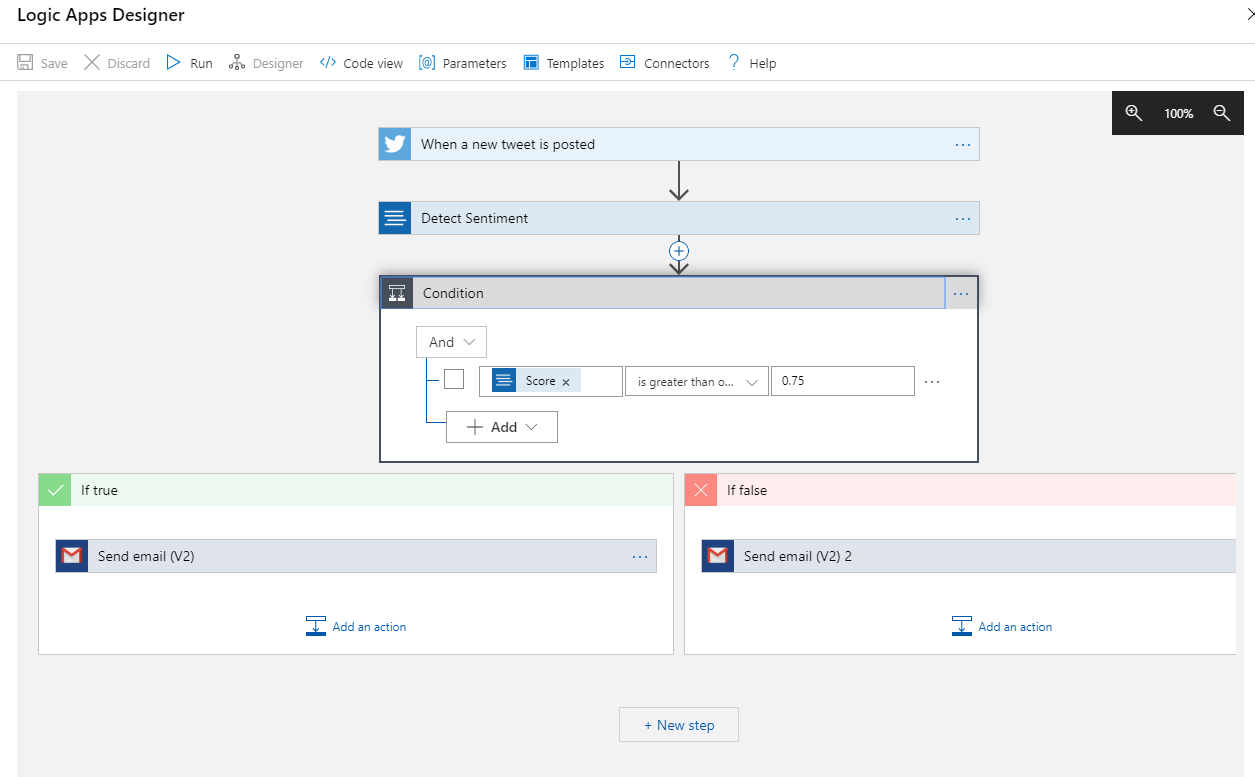 Logic Apps Designer
Save Discard Run Designer </> Code view [@] Parameters Templates Connectors ? Help
100%
When a new tweet is posted
Detect Sentiment
Condition
And
Score is greater than o... 0.75
Add
If true
If false
Send email (V2)
Send email (V2) 2
Add an action
Add an action
+ New step